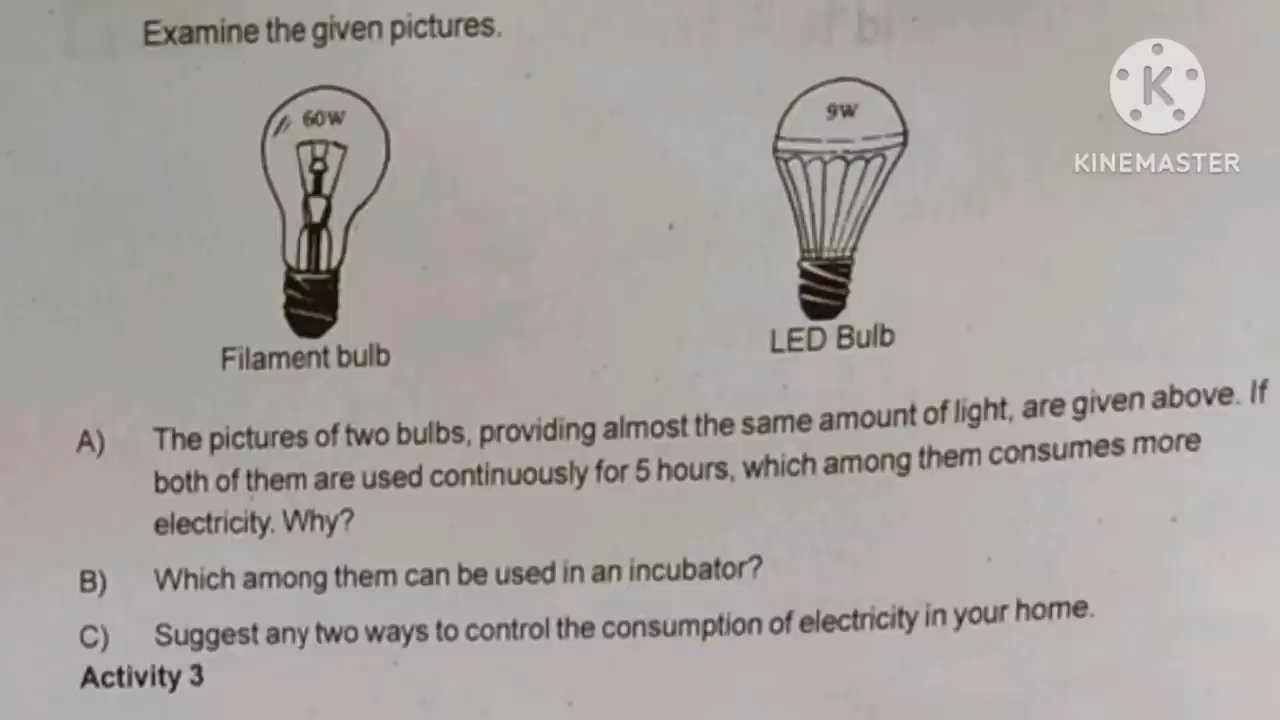 Examine the given pictures.
60W
9W
K
KINEMASTER
Filament bulb
LED Bulb
A) The pictures of two bulbs, providing almost the same amount of light, are given above. If
both of them are used continuously for 5 hours, which among them consumes more
electricity. Why?
B) Which among them can be used in an incubator?
C) Suggest any two ways to control the consumption of electricity in your home.
Activity 3